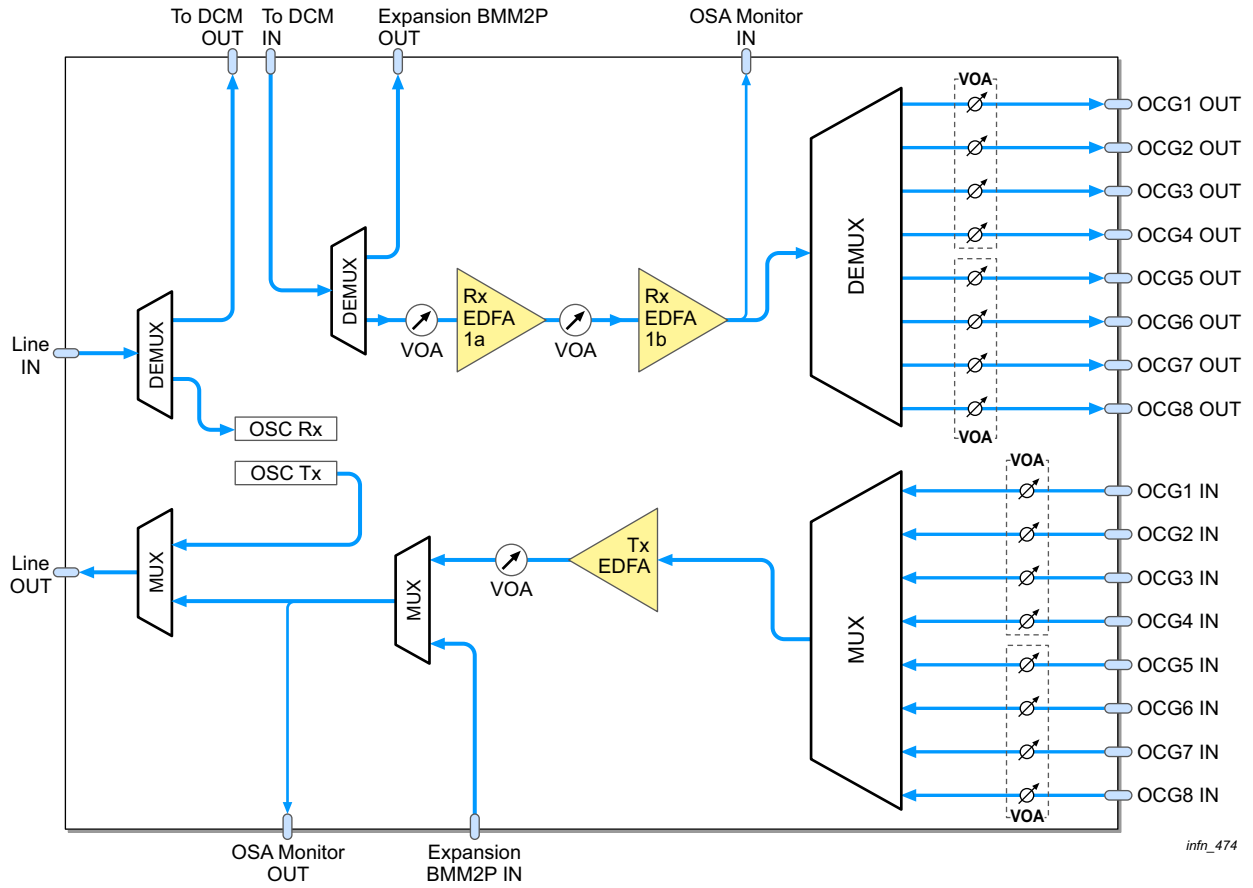 To DCM OUT
To DCM IN
Expansion BMM2P OUT
OSA Monitor IN
VOA
OCG1 OUT
OCG2 OUT
OCG3 OUT
OCG4 OUT
OCG5 OUT
OCG6 OUT
OCG7 OUT
OCG8 OUT
VOA
DEMUX
DEMUX
Rx
EDFA
1a
Rx
EDFA
1b
VOA
VOA
Line
IN
DEMUX
OSC Rx
OSC Tx
VOA
OCG1 IN
OCG2 IN
OCG3 IN
OCG4 IN
OCG5 IN
OCG6 IN
OCG7 IN
OCG8 IN
VOA
MUX
Tx
EDFA
VOA
MUX
MUX
Line
OUT
OSA Monitor
OUT
Expansion
BMM2P IN
infn_474